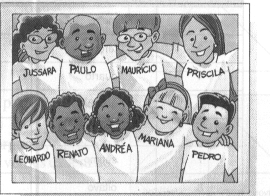 JUSSARA PAULO MAURÍCIO PRISCILA
LEONARDO RENATO ANDRÉA MARIANA PEDRO